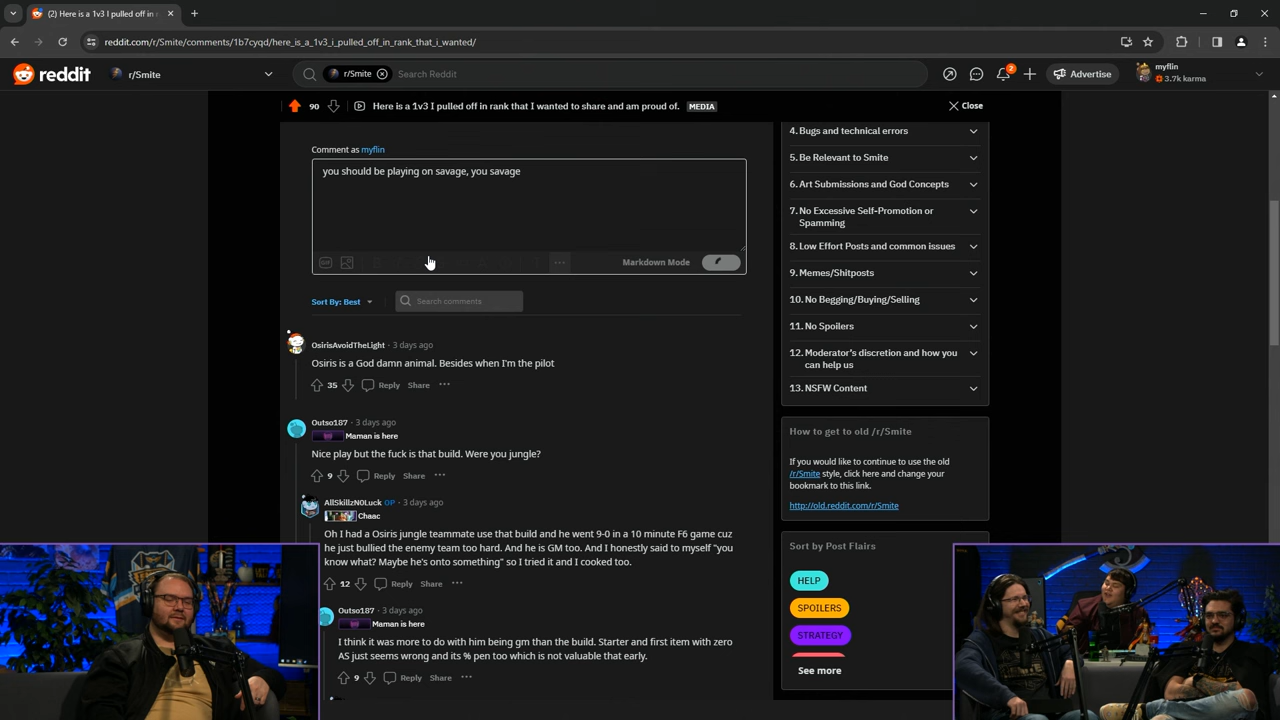 (1) Here is a 1v3 I pulled off in
reddit.com/r/Smite/comments/1b7cyqd/here_is_a_1v3_i_pulled_off_in_rank_that_i_wanted/
reddit
r/Smite
r/Smite
Search Reddit
2
Advertise
myflin
3.7k karma
90
Here is a 1v3 I pulled off in rank that I wanted to share and am proud of.
MEDIA
Close
Comment as myflin
you should be playing on savage, you savage
GIF
Markdown Mode
Sort By: Best
Search comments
OsirisAvoidTheLight · 3 days ago
Osiris is a God damn animal. Besides when I'm the pilot
35
Reply
Share
Outso187 · 3 days ago
Maman is here
Nice play but the fuck is that build. Were you jungle?
9
Reply
Share
AllSkillzN0Luck OP · 3 days ago
Chaac
Oh I had a Osiris jungle teammate use that build and he went 9-0 in a 10 minute F6 game cuz
he just bullied the enemy team too hard. And he is GM too. And I honestly said to myself "you
know what? Maybe he's onto something" so I tried it and I cooked too.
12
Reply
Share
Outso187 · 3 days ago
Maman is here
I think it was more to do with him being gm than the build. Starter and first item with zero
AS just seems wrong and its % pen too which is not valuable that early.
9
Reply
Share
4. Bugs and technical errors
5. Be Relevant to Smite
6. Art Submissions and God Concepts
7. No Excessive Self-Promotion or
Spamming
8. Low Effort Posts and common issues
9. Memes/Shitposts
10. No Begging/Buying/Selling
11. No Spoilers
12. Moderator's discretion and how you
can help us
13. NSFW Content
How to get to old /r/Smite
If you would like to continue to use the old
/r/Smite style, click here and change your
bookmark to this link.
http://old.reddit.com/r/Smite
Sort by Post Flairs
HELP
SPOILERS
STRATEGY
See more